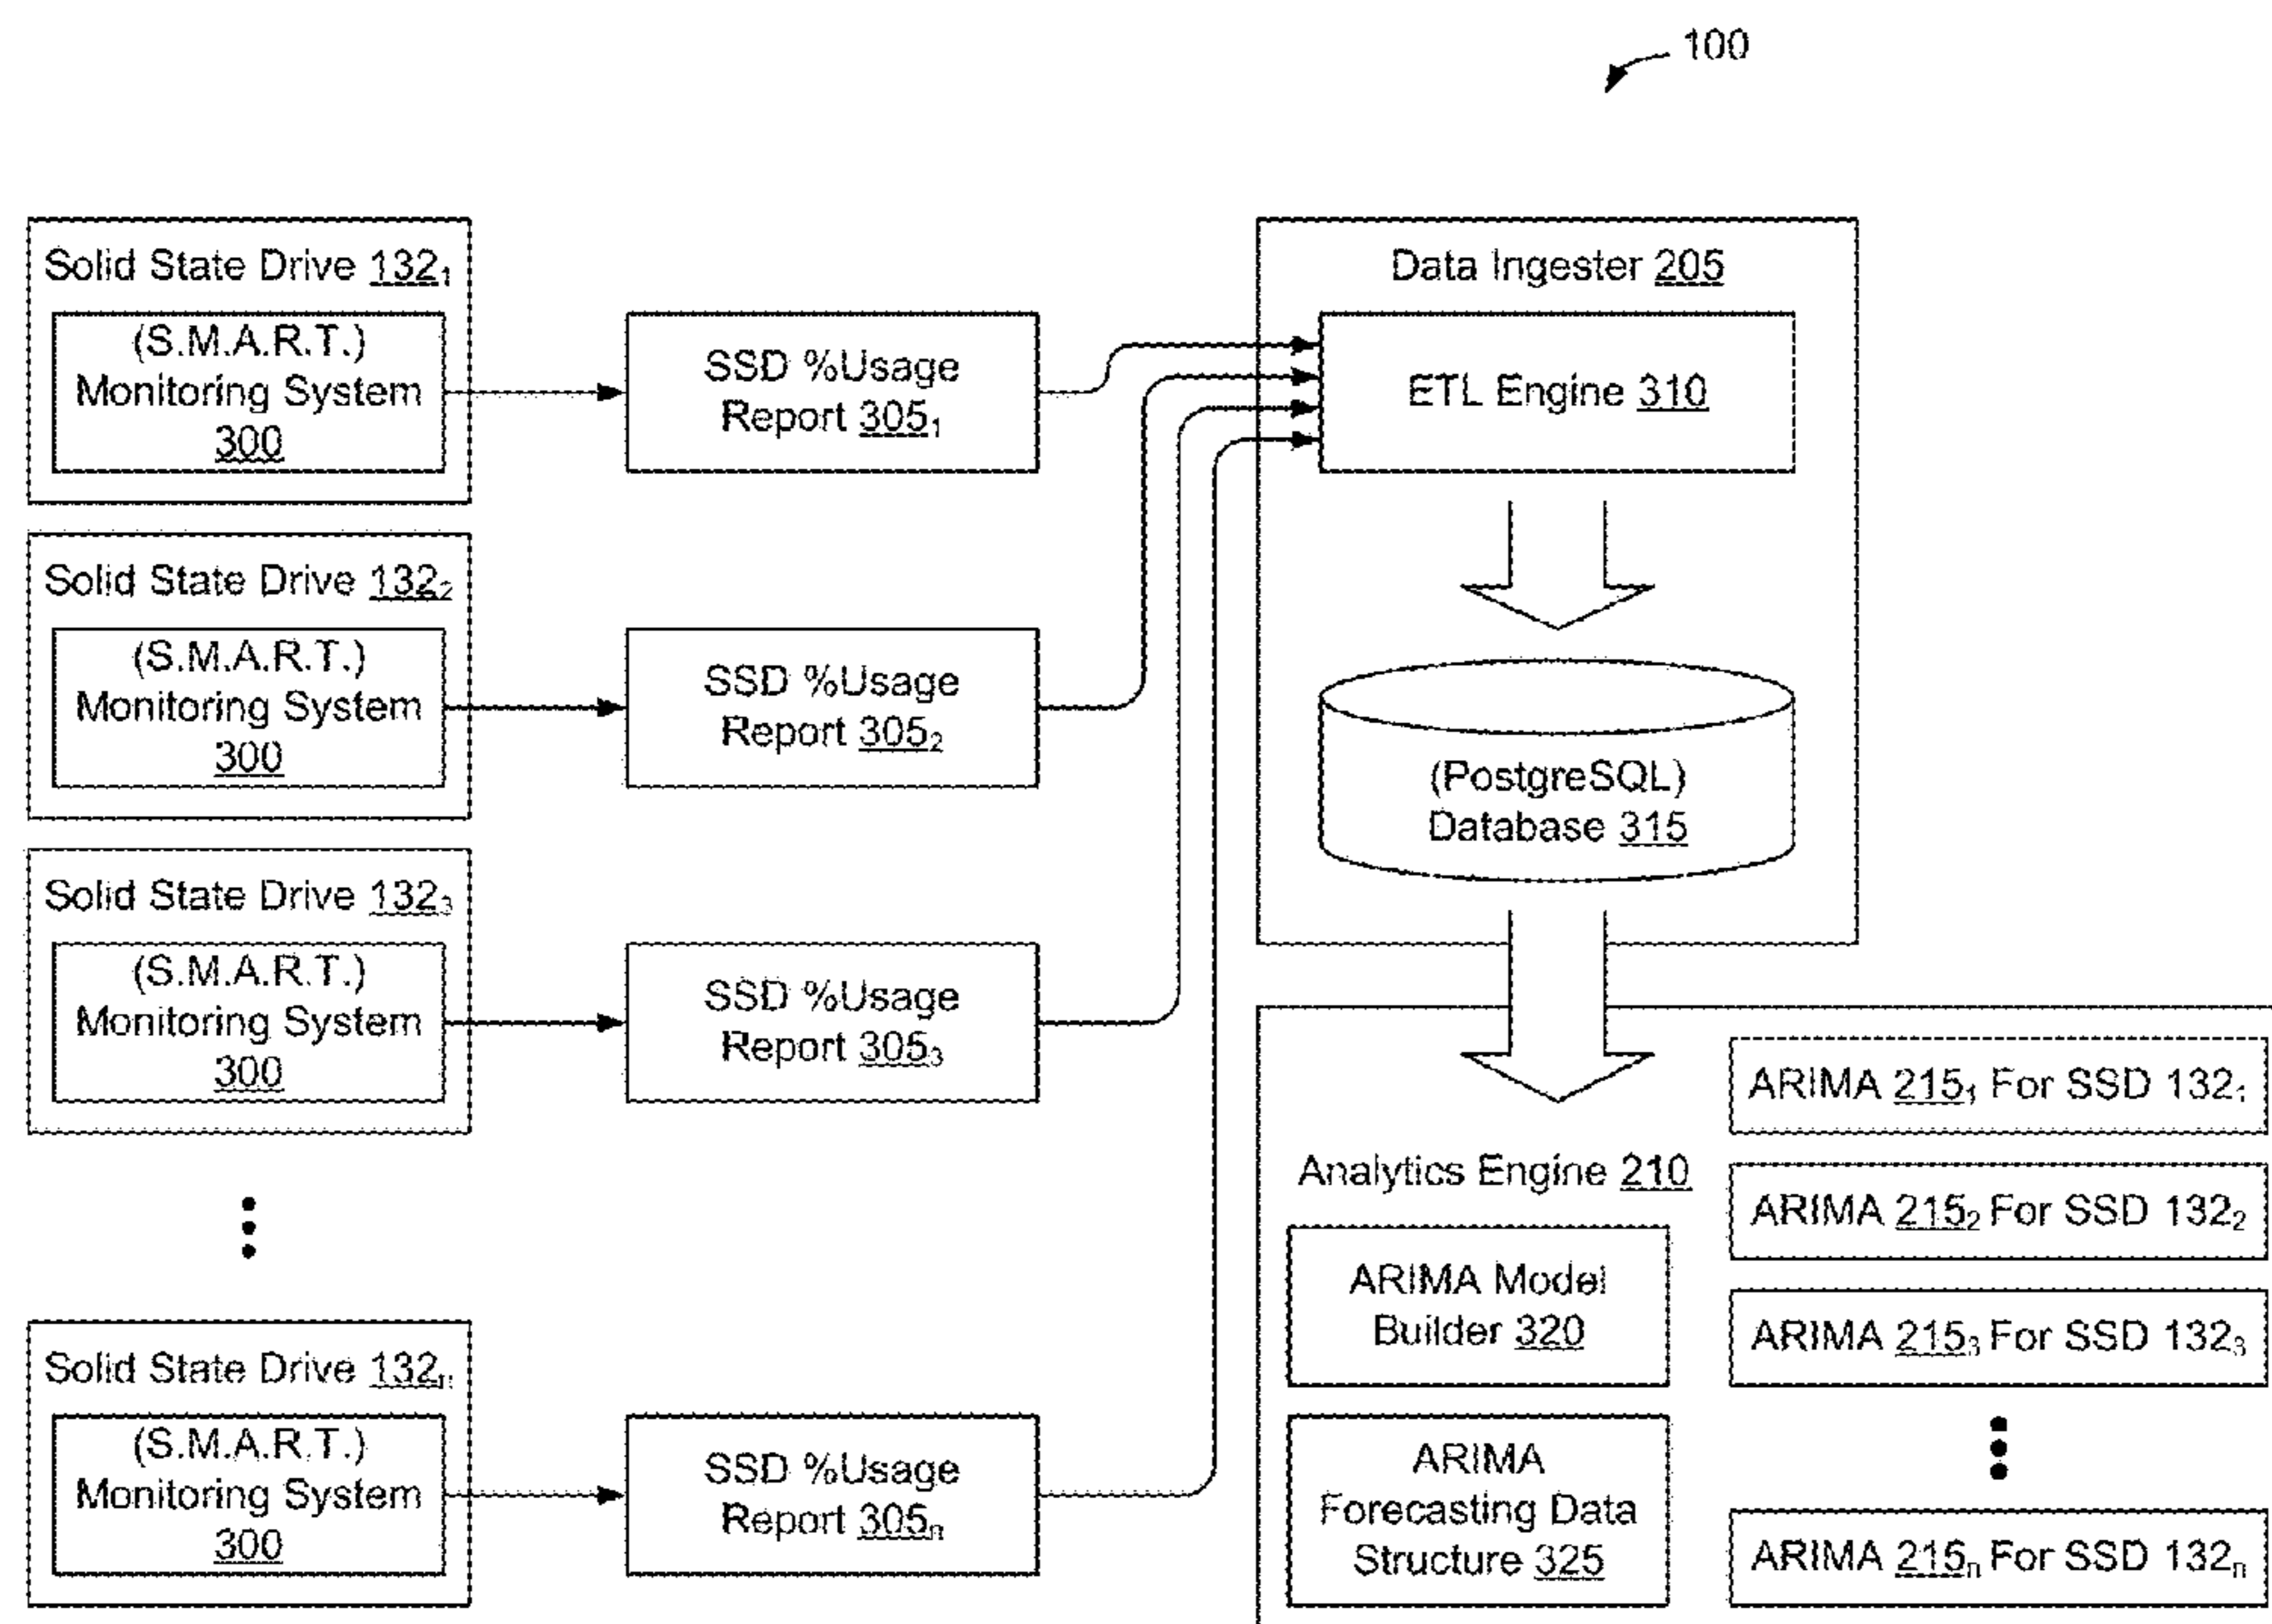 100
Solid State Drive 132₁
(S.M.A.R.T.)
Monitoring System
300
SSD %Usage
Report 305₁
Data Ingester 205
ETL Engine 310
Solid State Drive 132₂
(S.M.A.R.T.)
Monitoring System
300
SSD %Usage
Report 305₂
(PostgreSQL)
Database 315
Solid State Drive 132₃
(S.M.A.R.T.)
Monitoring System
300
SSD %Usage
Report 305₃
Solid State Drive 132ₙ
(S.M.A.R.T.)
Monitoring System
300
SSD %Usage
Report 305ₙ
Analytics Engine 210
ARIMA Model
Builder 320
ARIMA
Forecasting Data
Structure 325
ARIMA 215₁ For SSD 132₁
ARIMA 215₂ For SSD 132₂
ARIMA 215₃ For SSD 132₃
ARIMA 215ₙ For SSD 132ₙ